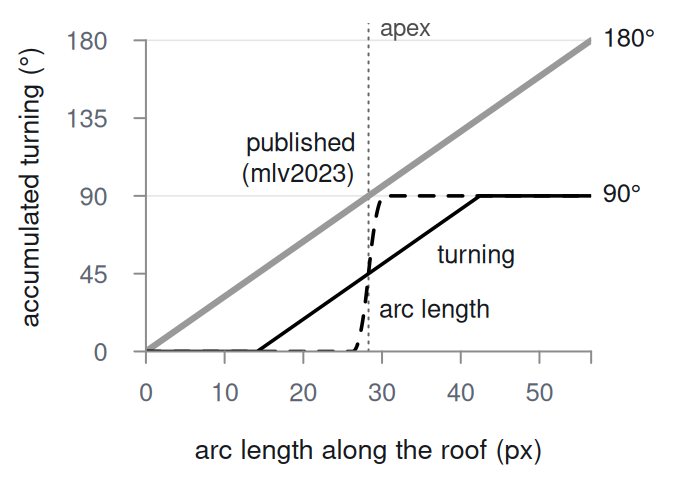 apex
180
180°
135
published
(mlv2023)
90
90°
turning
45
arc length
0
0
10
20
30
40
50
accumulated turning (°)
arc length along the roof (px)